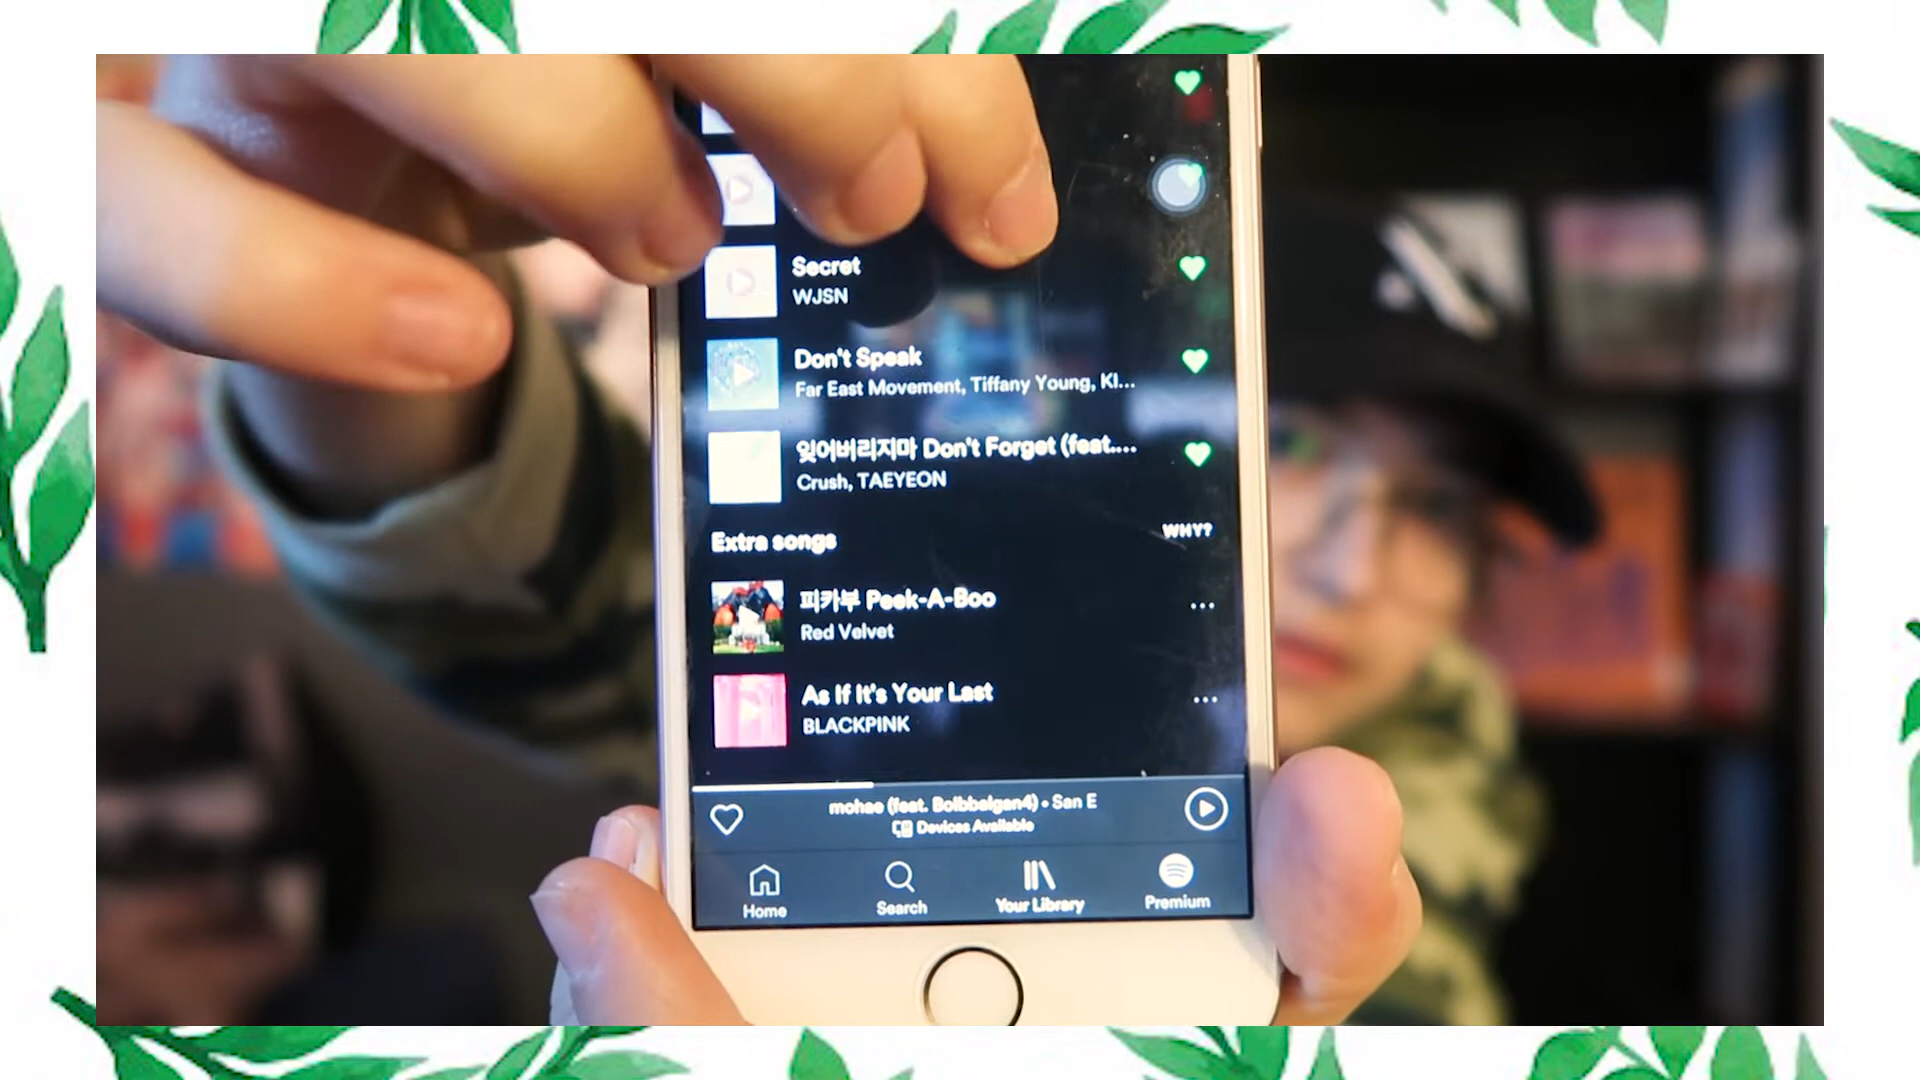 Secret
WJSN
Don't Speak
Far East Movement, Tiffany Young, KI...
잊어버리지마 Don't Forget (feat....
Crush, TAEYEON
Extra songs
WHY?
피카부 Peek-A-Boo
Red Velvet
As If It's Your Last
BLACKPINK
mohae (feat. Bolbbalgan4) • San E
Devices Available
Home
Search
Your Library
Premium